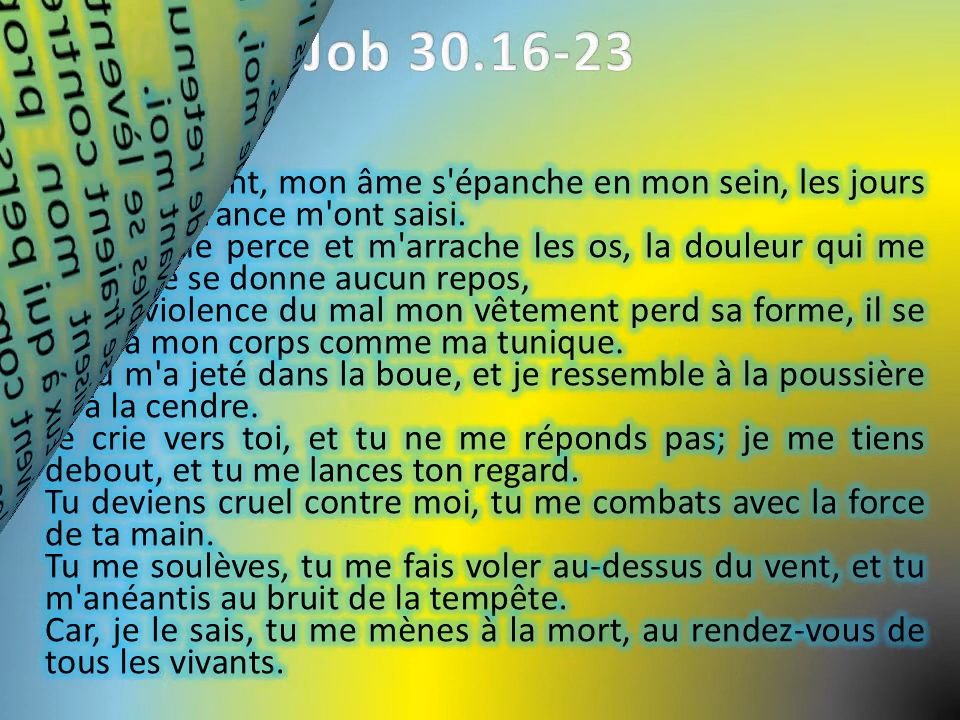 Job 30.16-23
mon âme s'épanche en mon sein, les jours
m'ont saisi.
perce et m'arrache les os, la douleur qui me
se donne aucun repos,
violence du mal mon vêtement perd sa forme, il se
mon corps comme ma tunique.
m'a jeté dans la boue, et je ressemble à la poussière
à la cendre.
crie vers toi, et tu ne me réponds pas; je me tiens
debout, et tu me lances ton regard.
Tu deviens cruel contre moi, tu me combats avec la force
de ta main.
Tu me soulèves, tu me fais voler au-dessus du vent, et tu
m'anéantis au bruit de la tempête.
Car, je le sais, tu me mènes à la mort, au rendez-vous de
tous les vivants.